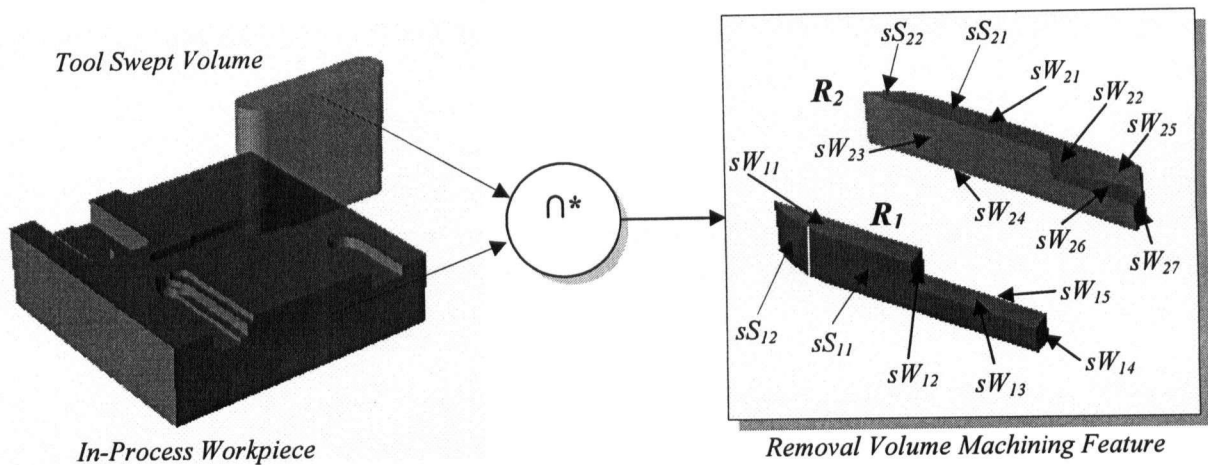 Tool Swept Volume
In-Process Workpiece
∩*
sS22 sS21
sW21
R2
sW22
sW25
sW23
sW11
sW24
R1
sW26
sW27
sW15
sS12
sS11
sW12
sW13
sW14
Removal Volume Machining Feature